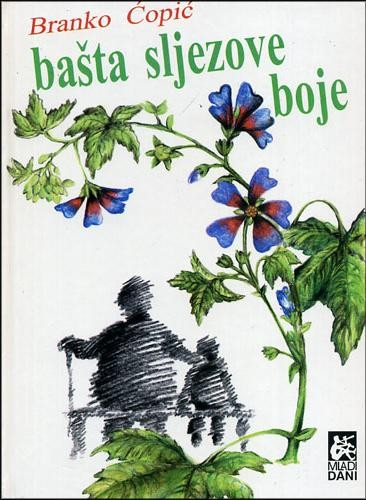 Branko Ćopić
bašta sljezove
boje
MLADI
DANI